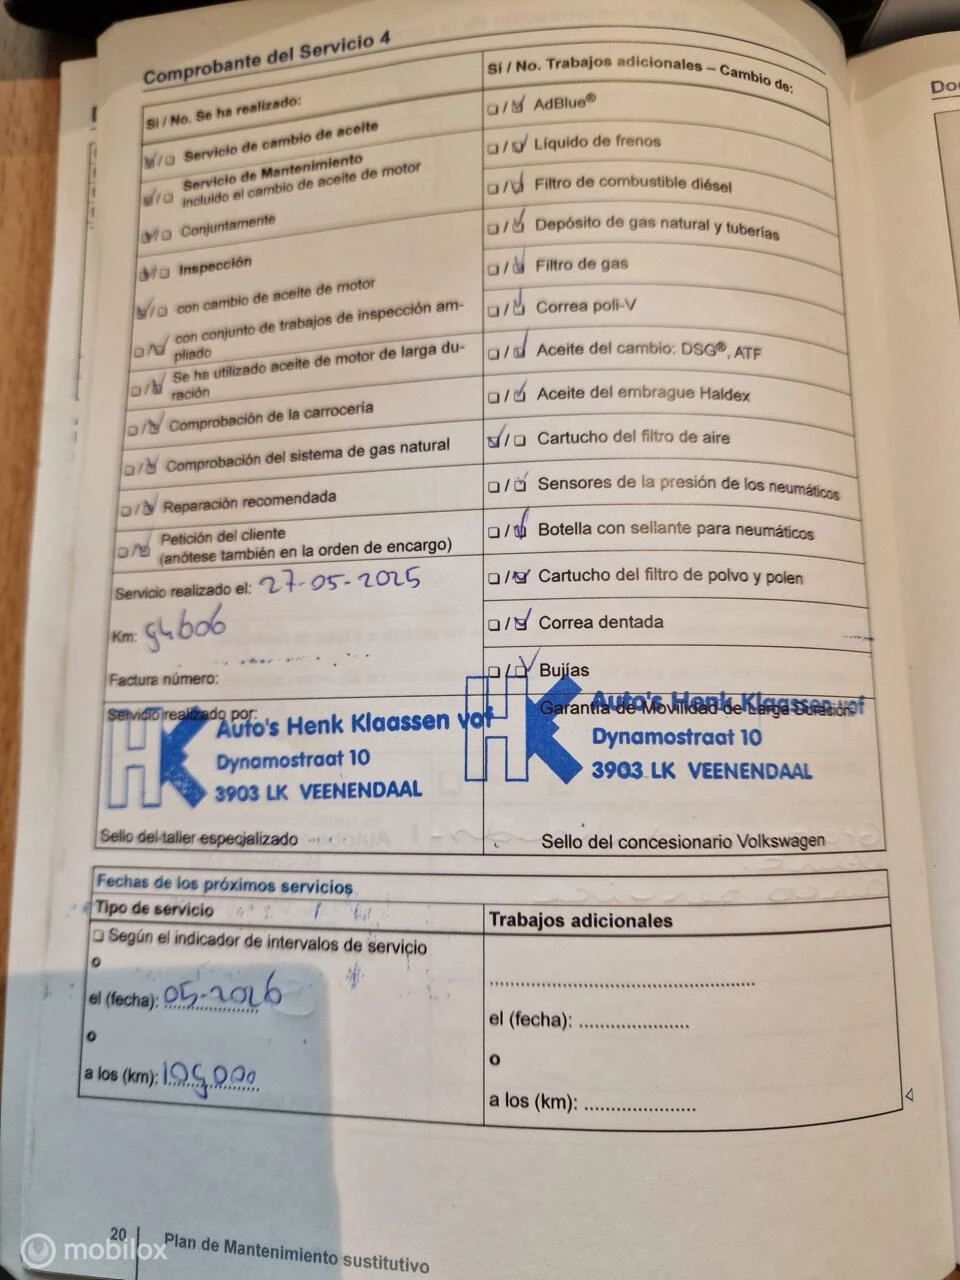 Comprobante del Servicio 4
Si / No. Se ha realizado:
/ Servicio de cambio de aceite
/ Servicio de Mantenimiento
incluido el cambio de aceite de motor
/ Conjuntamente
/ Inspección
/ con cambio de aceite de motor
/ con conjunto de trabajos de inspección am-
pliado
/ Se ha utilizado aceite de motor de larga du-
ración
/ Comprobación de la carrocería
/ Comprobación del sistema de gas natural
/ Reparación recomendada
/ Petición del cliente
(anótese también en la orden de encargo)
Servicio realizado el: 27-05-2025
Km: 94606
Factura número:
Servicio realizado por:
Auto's Henk Klaassen vof
Dynamostraat 10
3903 LK VEENENDAAL
HK
Sello del taller especializado
Si / No. Trabajos adicionales – Cambio de:
/ AdBlue®
/ Líquido de frenos
/ Filtro de combustible diésel
/ Depósito de gas natural y tuberías
/ Filtro de gas
/ Correa poli-V
/ Aceite del cambio: DSG®, ATF
/ Aceite del embrague Haldex
/ Cartucho del filtro de aire
/ Sensores de la presión de los neumáticos
/ Botella con sellante para neumáticos
/ Cartucho del filtro de polvo y polen
/ Correa dentada
/ Bujías
Garantía de Movilidad de Larga Duración
Auto's Henk Klaassen vof
Dynamostraat 10
3903 LK VEENENDAAL
HK
Sello del concesionario Volkswagen
Fechas de los próximos servicios
Tipo de servicio
Según el indicador de intervalos de servicio
o
el (fecha): 05-2026
o
a los (km): 109.000
Trabajos adicionales
el (fecha):
o
a los (km):
20 Plan de Mantenimiento sustitutivo
mobilox